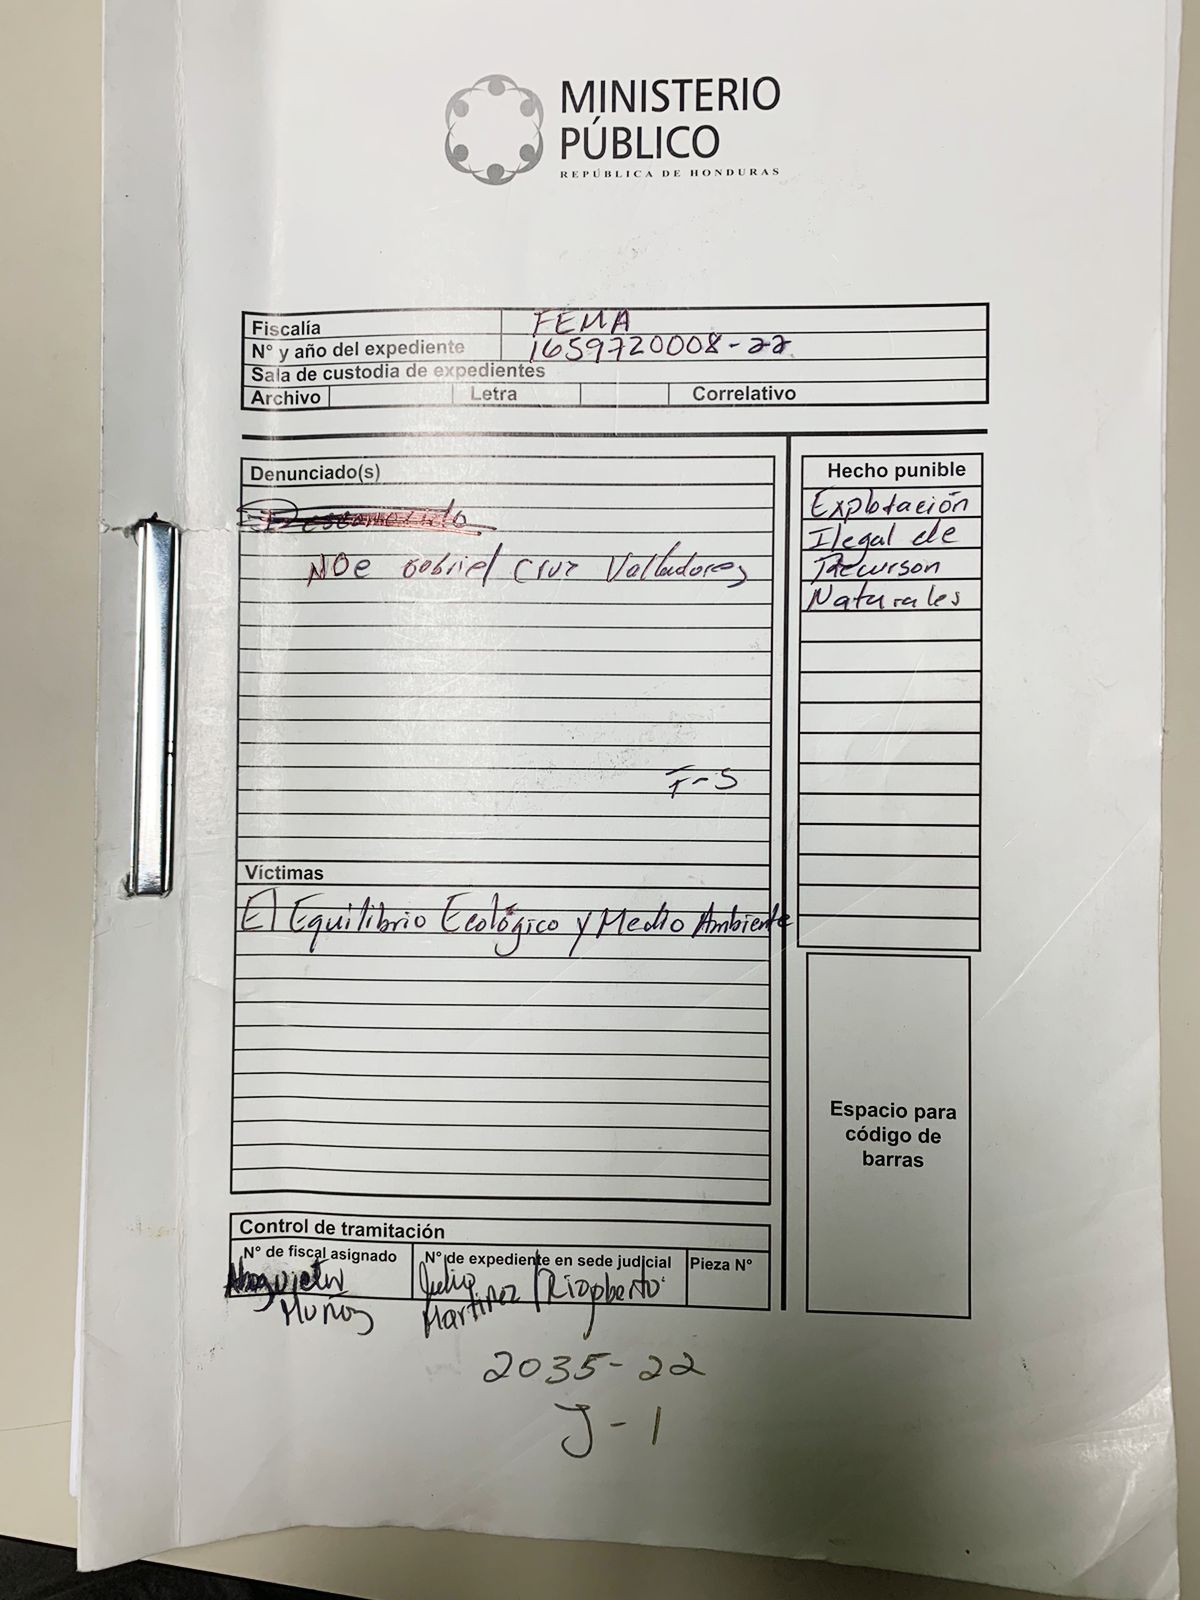 MINISTERIO
PÚBLICO
REPÚBLICA DE HONDURAS
Fiscalía FEMA
N° y año del expediente 1659720008-22
Sala de custodia de expedientes
Archivo Letra Correlativo
Denunciado(s)
Desconocido
NOe Gabriel Cruz Valladares
T-S
Hecho punible
Explotación
Ilegal de
Recurson
Naturales
Víctimas
El Equilibrio Ecológico y Medio Ambiente
Espacio para
código de
barras
Control de tramitación
N° de fiscal asignado N° de expediente en sede judicial Pieza N°
Julio Rigoberto
Muñoz Martinez
2035-22
J-1